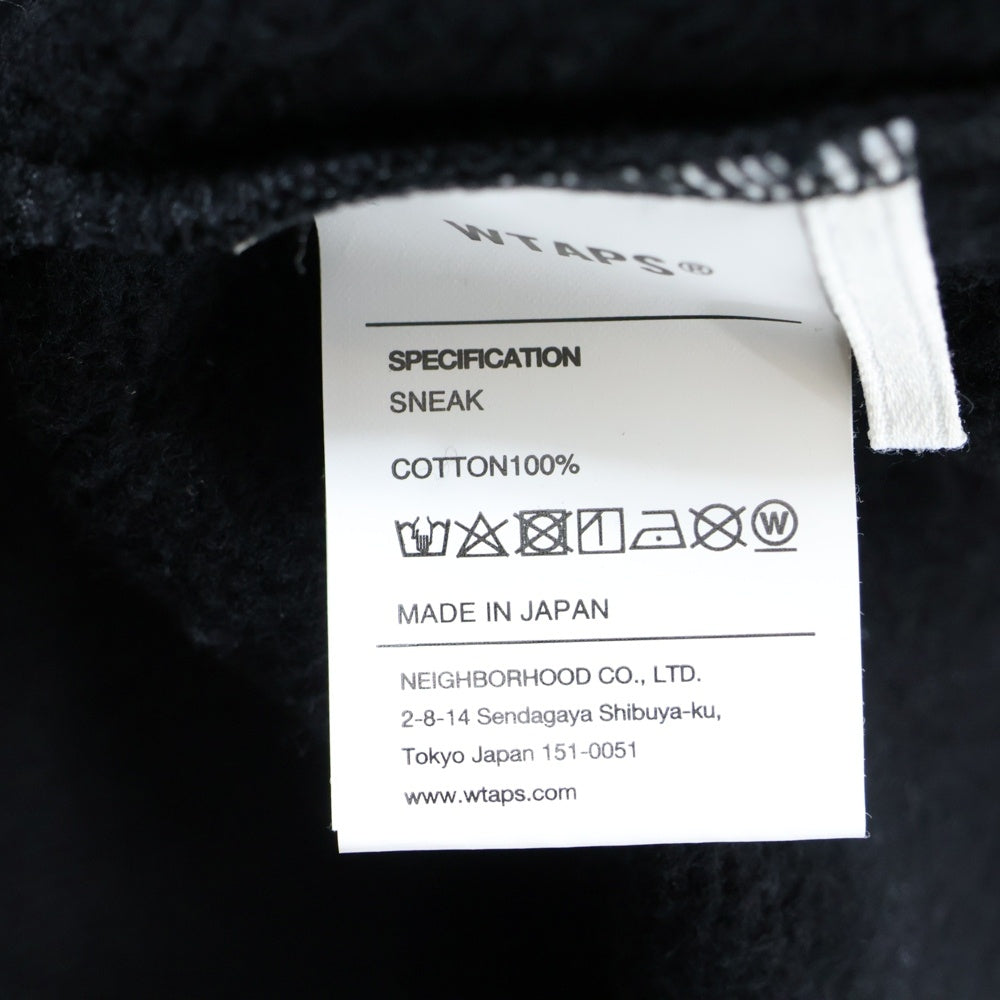 WTAPS®
SPECIFICATION
SNEAK
COTTON100%
W
MADE IN JAPAN
NEIGHBORHOOD CO., LTD.
2-8-14 Sendagaya Shibuya-ku,
Tokyo Japan 151-0051
www.wtaps.com